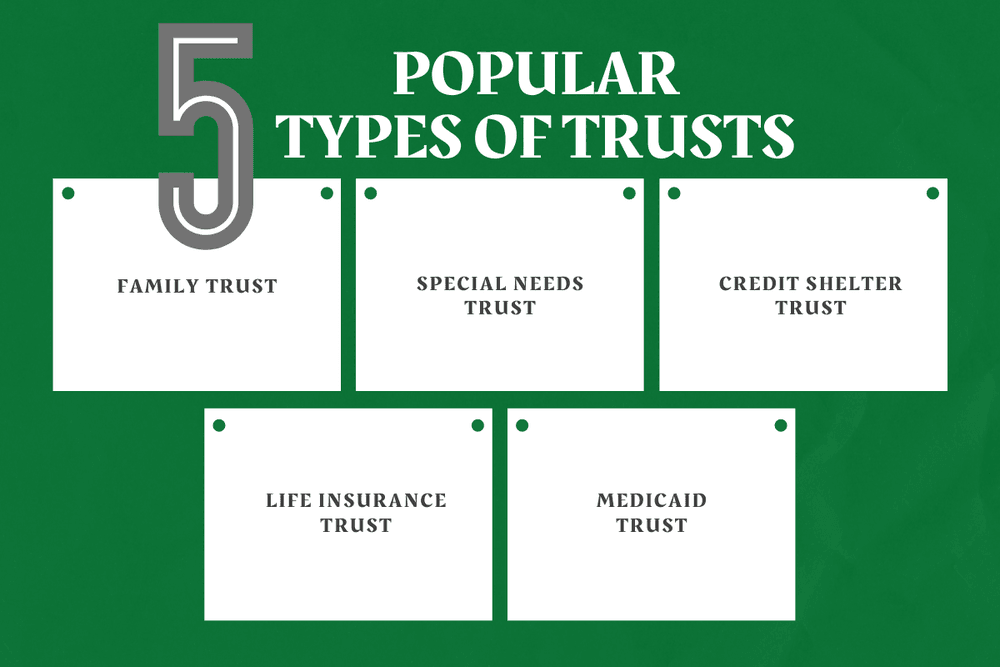 5
POPULAR
TYPES OF TRUSTS
FAMILY TRUST
SPECIAL NEEDS
TRUST
CREDIT SHELTER
TRUST
LIFE INSURANCE
TRUST
MEDICAID
TRUST